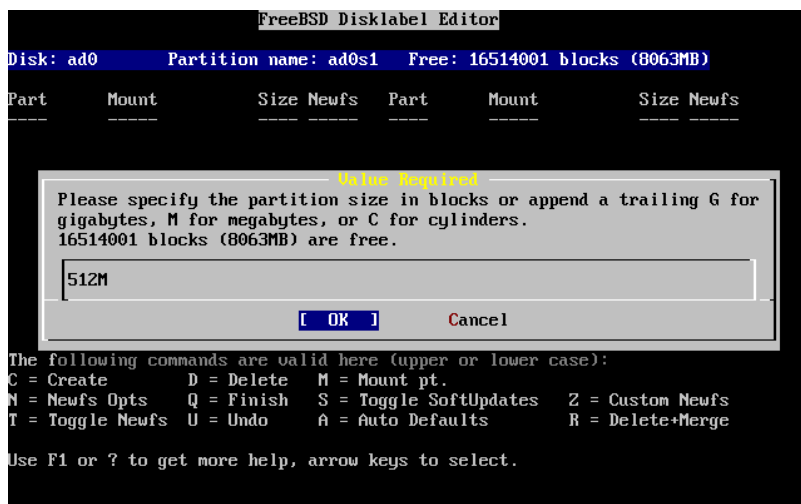 FreeBSD Disklabel Editor
Disk: ad0 Partition name: ad0s1 Free: 16514001 blocks (8063MB)
Part Mount Size Newfs Part Mount Size Newfs
---- ----- ---- ----- ---- ----- ---- -----
Value Required
Please specify the partition size in blocks or append a trailing G for
gigabytes, M for megabytes, or C for cylinders.
16514001 blocks (8063MB) are free.
512M
[ OK ] Cancel
The following commands are valid here (upper or lower case):
C = Create D = Delete M = Mount pt.
N = Newfs Opts Q = Finish S = Toggle SoftUpdates Z = Custom Newfs
T = Toggle Newfs U = Undo A = Auto Defaults R = Delete+Merge
Use F1 or ? to get more help, arrow keys to select.